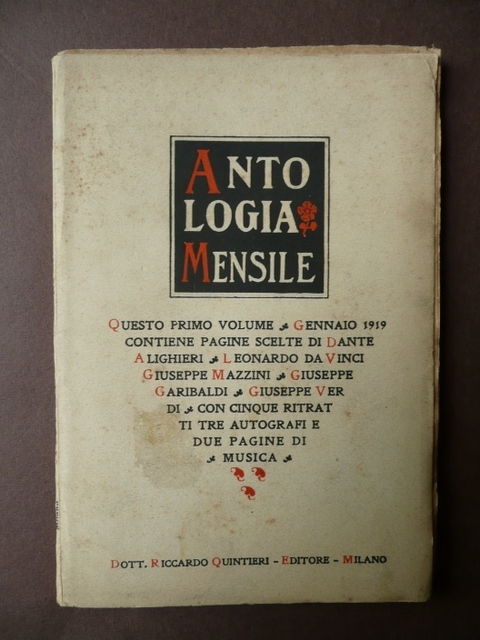 ANTO
LOGIA
MENSILE
QUESTO PRIMO VOLUME GENNAIO 1919
CONTIENE PAGINE SCELTE DI DANTE
ALIGHIERI LEONARDO DA VINCI
GIUSEPPE MAZZINI GIUSEPPE
GARIBALDI GIUSEPPE VER
DI CON CINQUE RITRAT
TI TRE AUTOGRAFI E
DUE PAGINE DI
MUSICA
DOTT. RICCARDO QUINTIERI - EDITORE - MILANO